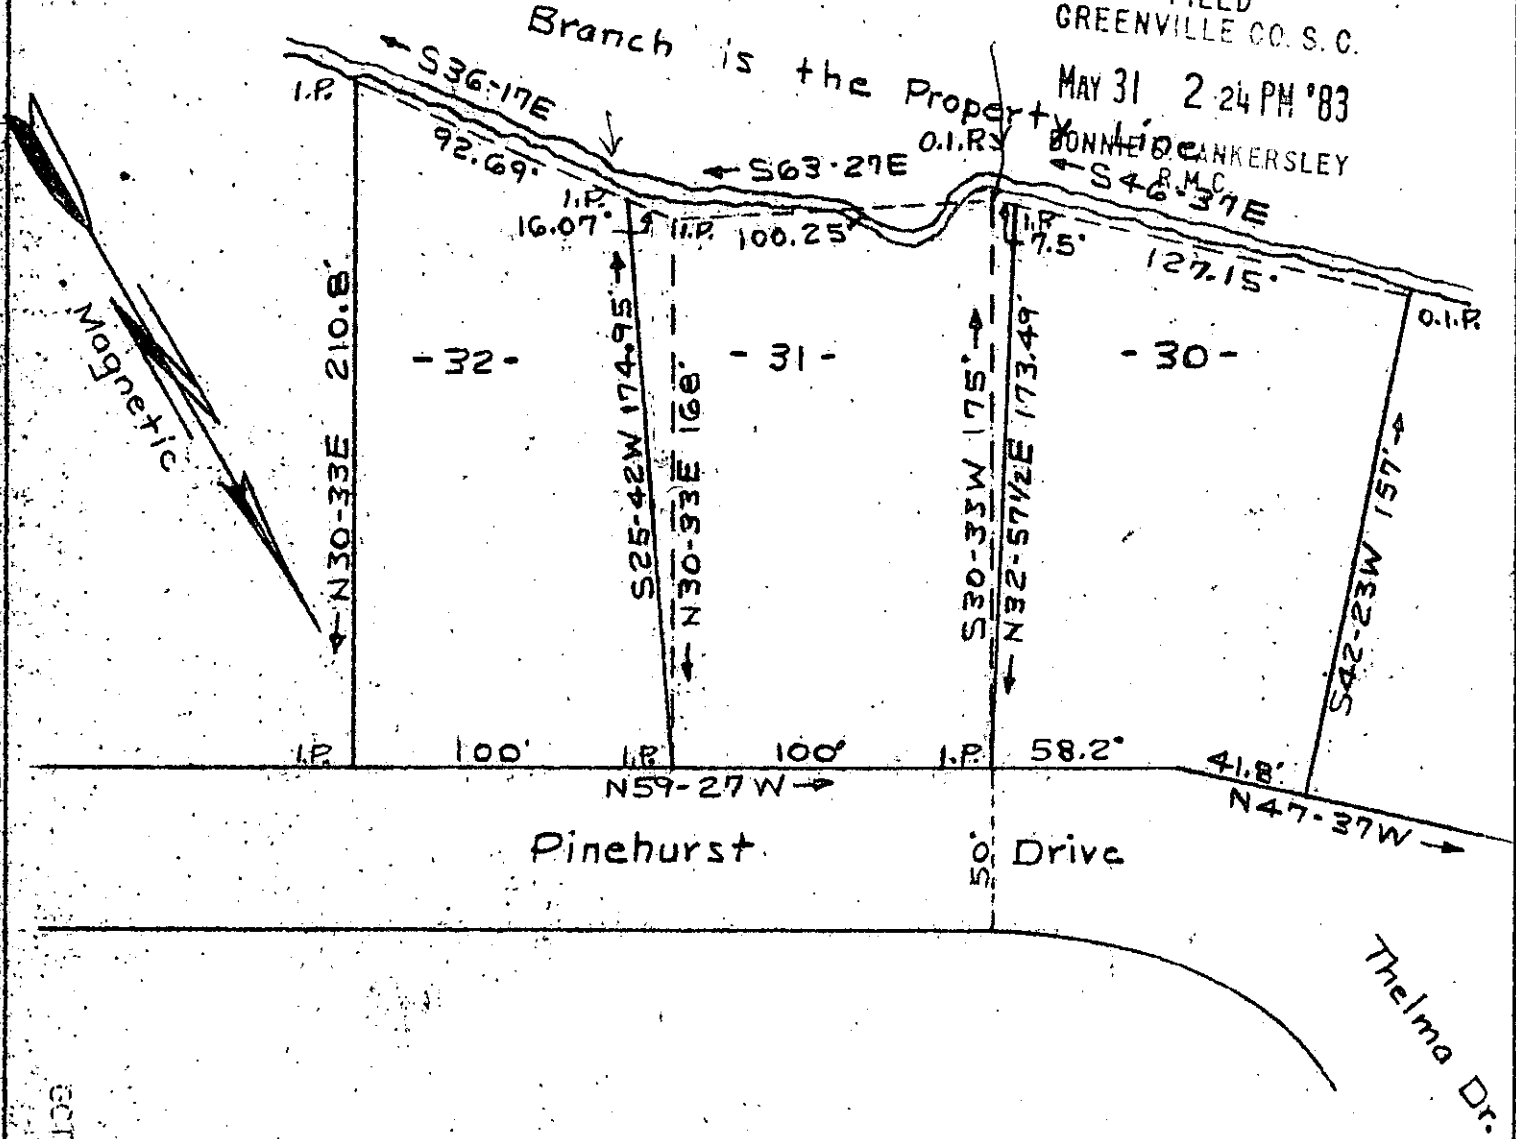 GREENVILLE CO. S. C.
MAY 31 2 24 PM '83
R.M.C.
Branch is the Property Line
S36-17E
92.69'
I.P.
S63-27E
O.I.P.
S46-37E
I.P.
16.07'
I.P.
100.25'
I.P.
7.5'
127.15'
O.I.P.
Magnetic
N30-33E 210.8'
-32-
S25-42W 174.95'
N30-33E 168'
-31-
S30-33W 175'
N32-57½E 173.49'
-30-
S42-23W 157'
I.P.
100'
I.P.
100'
I.P.
58.2'
41.8'
N59-27W
N47-37W
Pinehurst Drive
50'
Thelma Dr.